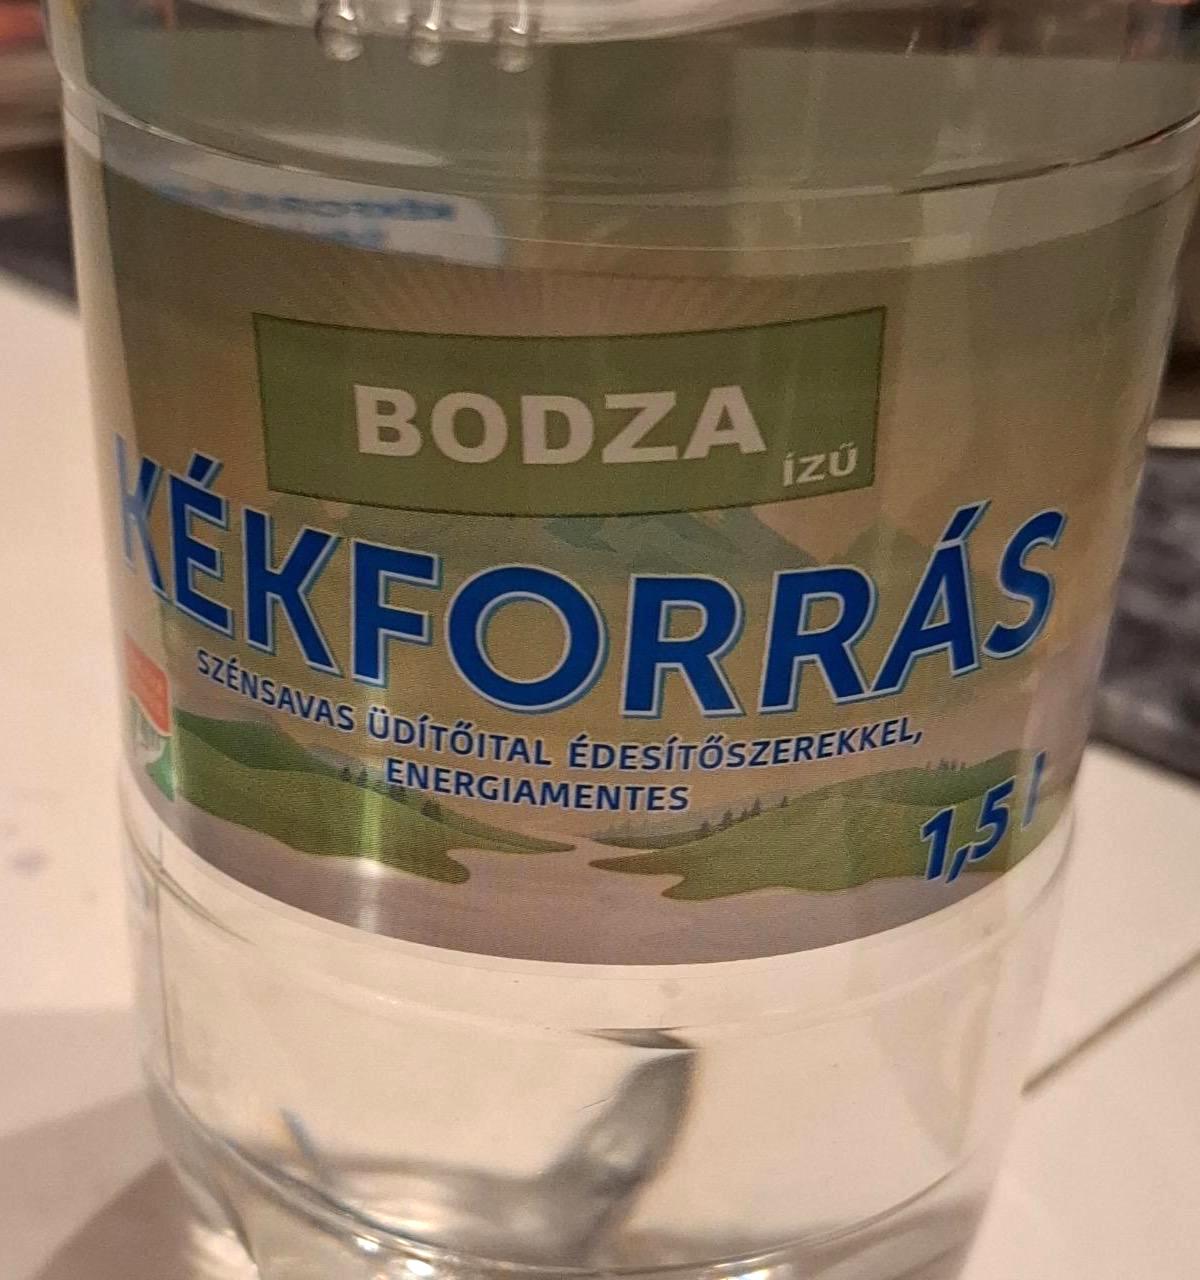 BODZA
ÍZŰ
KÉKFORRÁS
SZÉNSAVAS ÜDÍTŐITAL ÉDESÍTŐSZEREKKEL,
ENERGIAMENTES
1,5 l